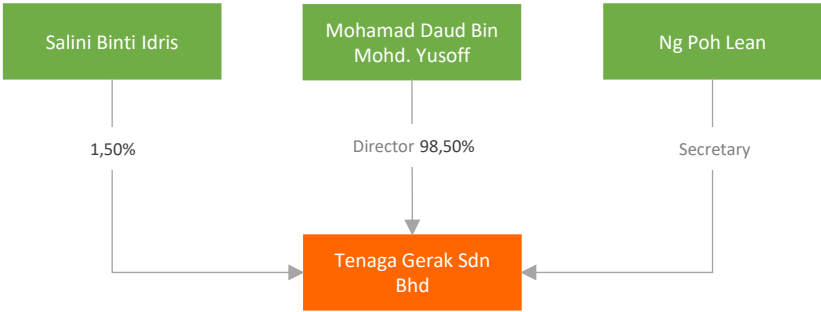 Salini Binti Idris
Mohamad Daud Bin
Mohd. Yusoff
Ng Poh Lean
1,50%
Director 98,50%
Secretary
Tenaga Gerak Sdn
Bhd